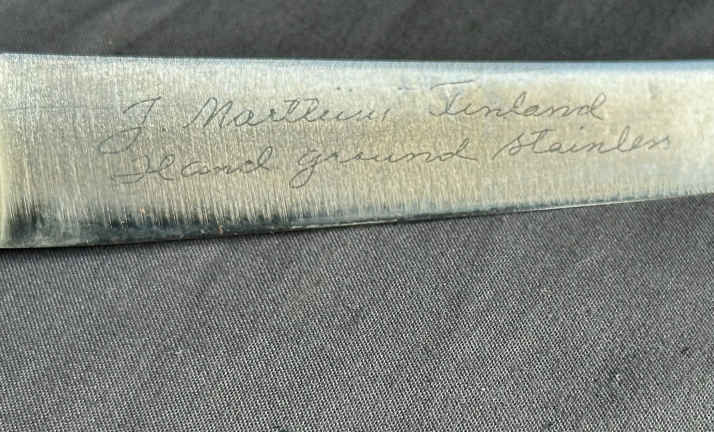 J. Marttiini Finland
Hand ground stainless